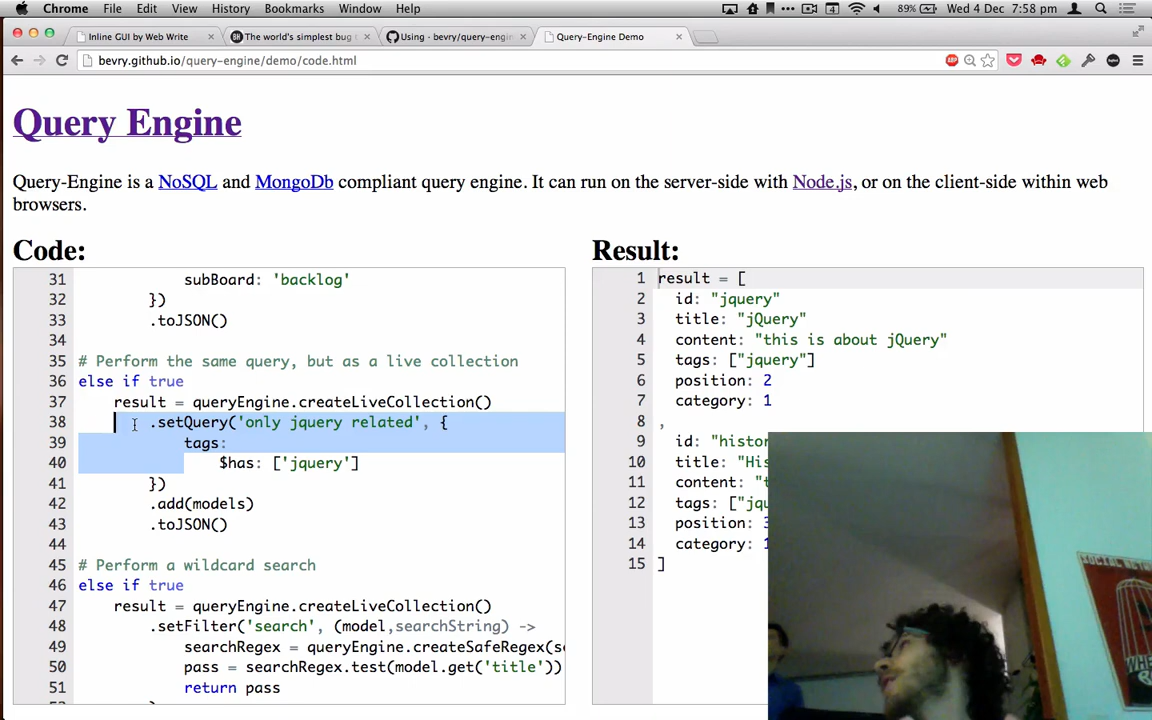 Chrome File Edit View History Bookmarks Window Help 4 89% Wed 4 Dec 7:58 pm
Inline GUI by Web Write The world's simplest bug Using - bevry/query-engin Query-Engine Demo
bevry.github.io/query-engine/demo/code.html ABP
Query Engine
Query-Engine is a NoSQL and MongoDb compliant query engine. It can run on the server-side with Node.js, or on the client-side within web
browsers.
Code:
31 subBoard: 'backlog'
32 })
33 .toJSON()
34
35 # Perform the same query, but as a live collection
36 else if true
37 result = queryEngine.createLiveCollection()
38 .setQuery('only jquery related', {
39 tags:
40 $has: ['jquery']
41 })
42 .add(models)
43 .toJSON()
44
45 # Perform a wildcard search
46 else if true
47 result = queryEngine.createLiveCollection()
48 .setFilter('search', (model,searchString) ->
49 searchRegex = queryEngine.createSafeRegex(se
50 pass = searchRegex.test(model.get('title'))
51 return pass
Result:
1 result = [
2 id: "jquery"
3 title: "jQuery"
4 content: "this is about jQuery"
5 tags: ["jquery"]
6 position: 2
7 category: 1
8 ,
9 id: "histor
10 title: "His
11 content: "t
12 tags: ["jqu
13 position: 3
14 category: 1
15 ]